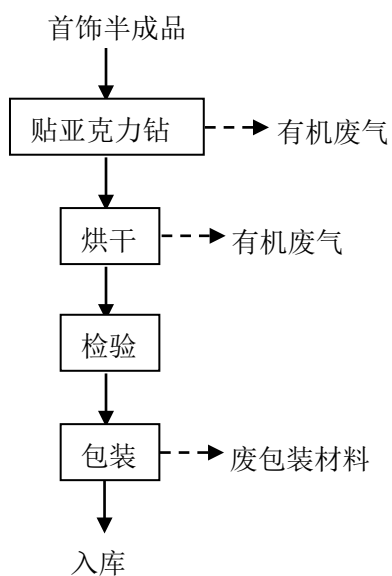 首饰半成品
贴亚克力钻
有机废气
烘干
有机废气
检验
包装
废包装材料
入库